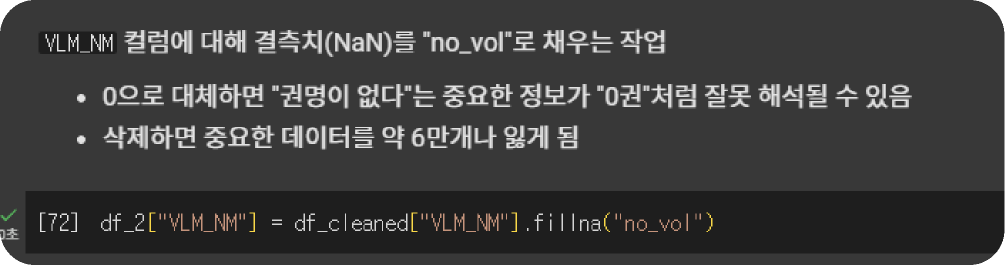 VLM_NM 컬럼에 대해 결측치(NaN)를 "no_vol"로 채우는 작업
• 0으로 대체하면 "권명이 없다"는 중요한 정보가 "0권"처럼 잘못 해석될 수 있음
• 삭제하면 중요한 데이터를 약 6만개나 잃게 됨
[72] df_2["VLM_NM"] = df_cleaned["VLM_NM"].fillna("no_vol")
0초